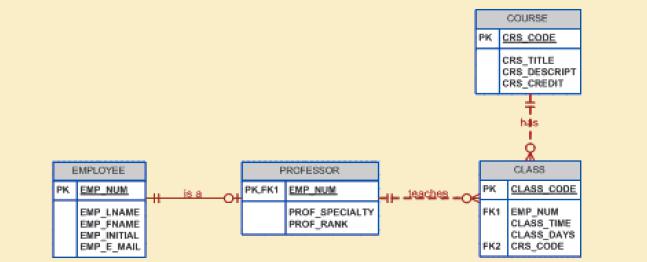 COURSE
PK CRS_CODE
CRS_TITLE
CRS_DESCRIPT
CRS_CREDIT
has
EMPLOYEE
PK EMP_NUM
EMP_LNAME
EMP_FNAME
EMP_INITIAL
EMP_E_MAIL
is a
PROFESSOR
PK,FK1 EMP_NUM
PROF_SPECIALTY
PROF_RANK
teaches
CLASS
PK CLASS_CODE
FK1 EMP_NUM
CLASS_TIME
CLASS_DAYS
FK2 CRS_CODE